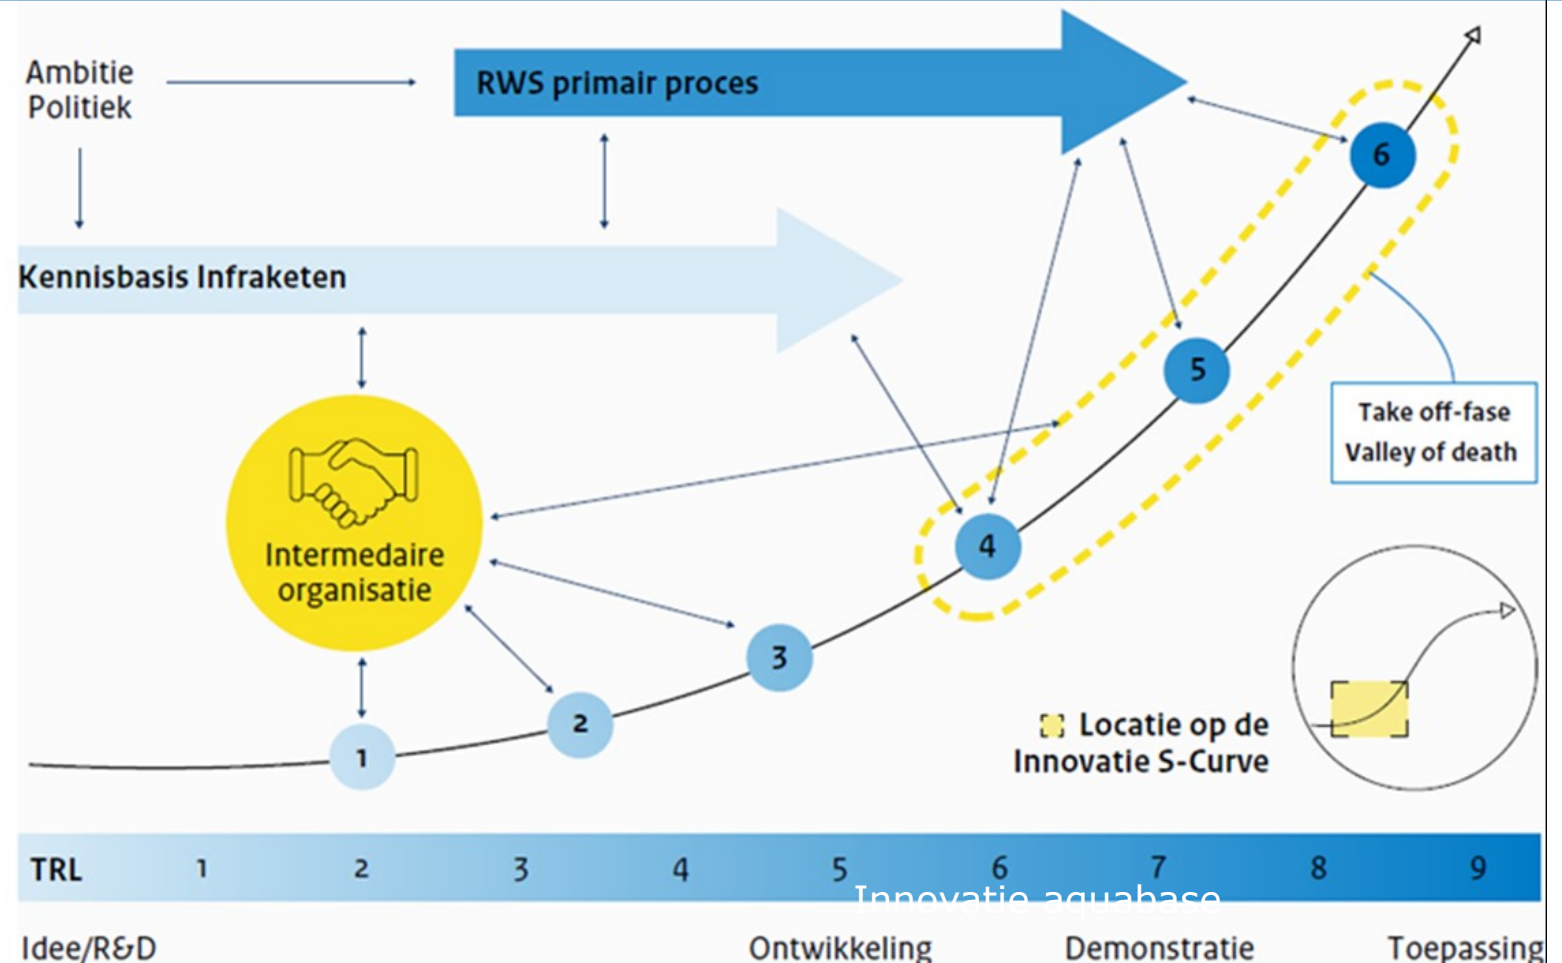 Ambitie
Politiek
RWS primair proces
Kennisbasis Infraketen
Intermedaire
organisatie
1
2
3
4
5
6
Take off-fase
Valley of death
Locatie op de
Innovatie S-Curve
TRL 1 2 3 4 5 6 7 8 9
Innovatie aquabase
Idee/R&D Ontwikkeling Demonstratie Toepassing